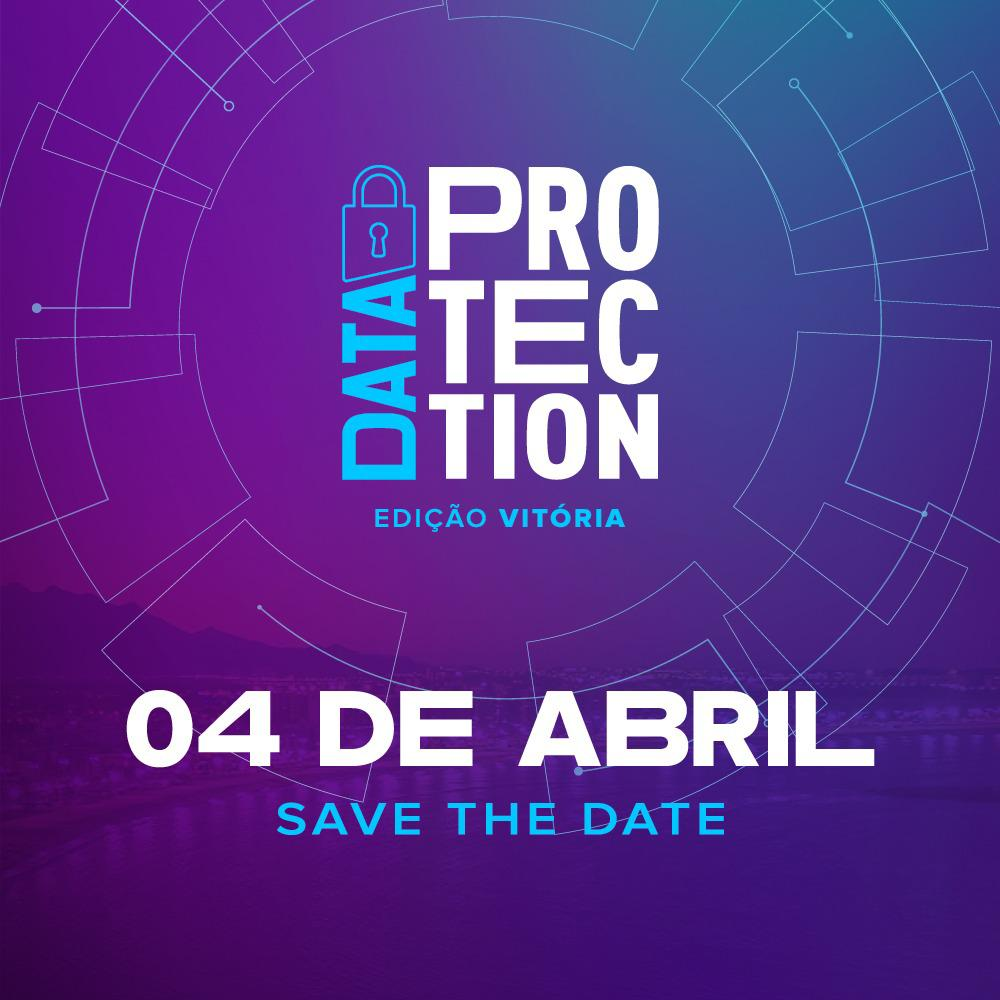 DATA
PRO
TEC
TION
EDIÇÃO VITÓRIA
04 DE ABRIL
SAVE THE DATE